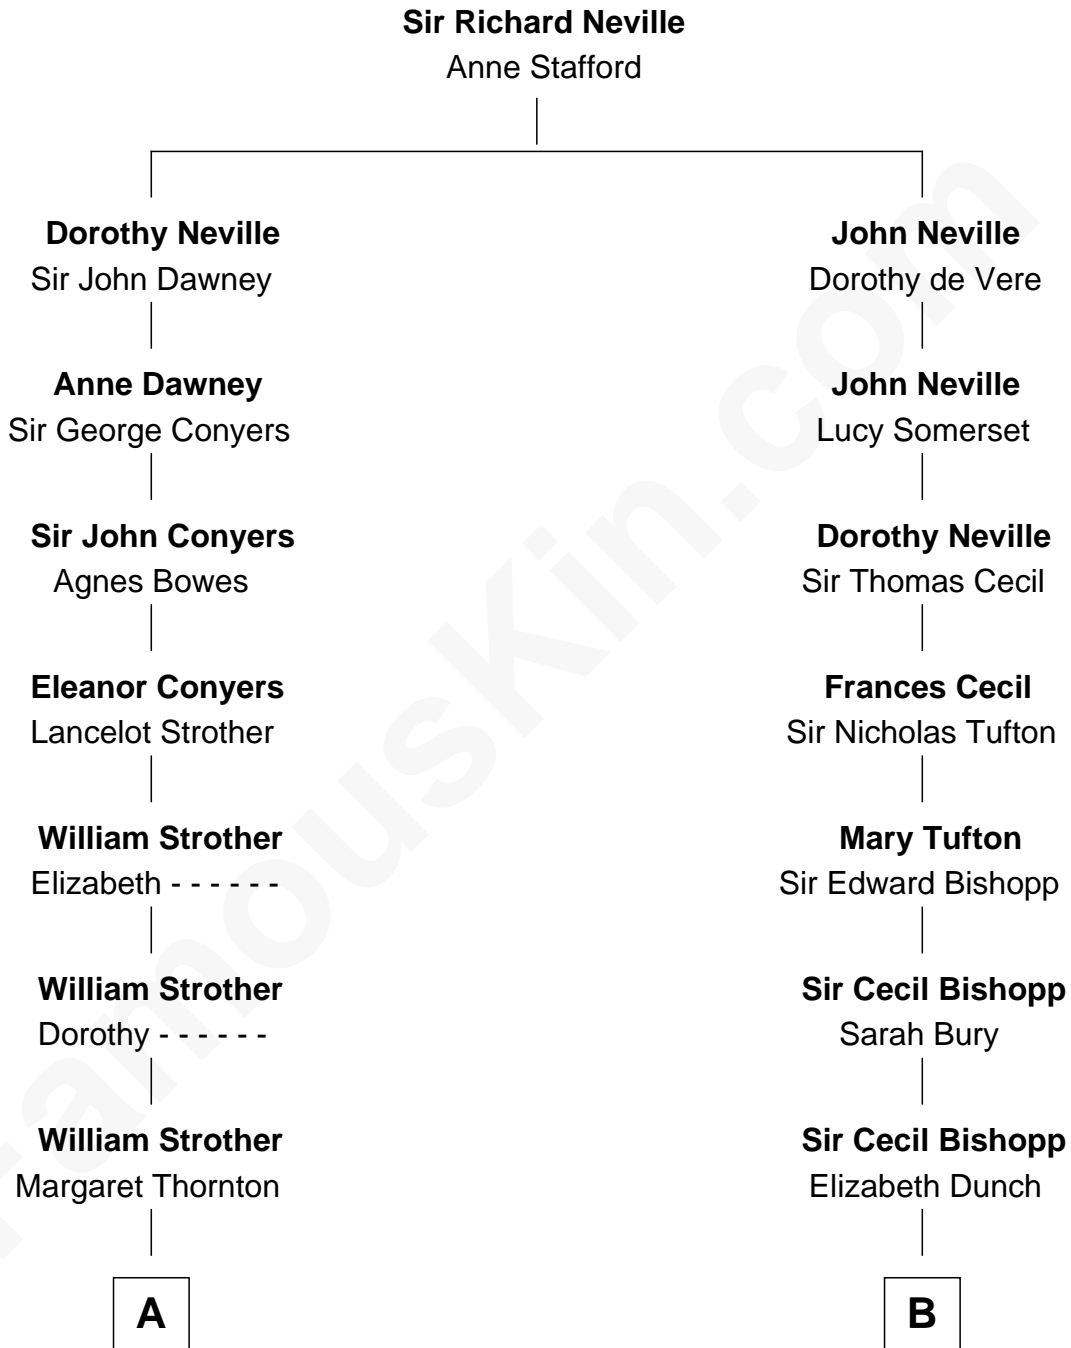 Sir Richard Neville
Anne Stafford
Dorothy Neville
Sir John Dawney
John Neville
Dorothy de Vere
Anne Dawney
Sir George Conyers
John Neville
Lucy Somerset
Sir John Conyers
Agnes Bowes
Dorothy Neville
Sir Thomas Cecil
Eleanor Conyers
Lancelot Strother
Frances Cecil
Sir Nicholas Tufton
William Strother
Elizabeth - - - - - -
Mary Tufton
Sir Edward Bishopp
William Strother
Dorothy - - - - - -
Sir Cecil Bishopp
Sarah Bury
William Strother
Margaret Thornton
Sir Cecil Bishopp
Elizabeth Dunch
A
B
FamousKin.com